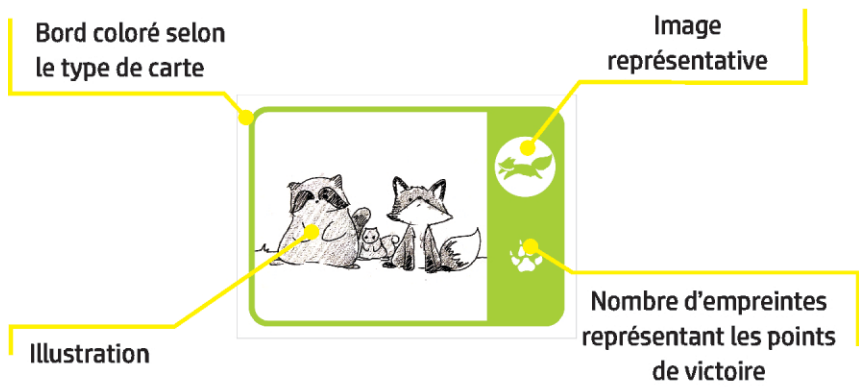 Bord coloré selon
le type de carte
Image
représentative
Illustration
Nombre d'empreintes
représentant les points
de victoire